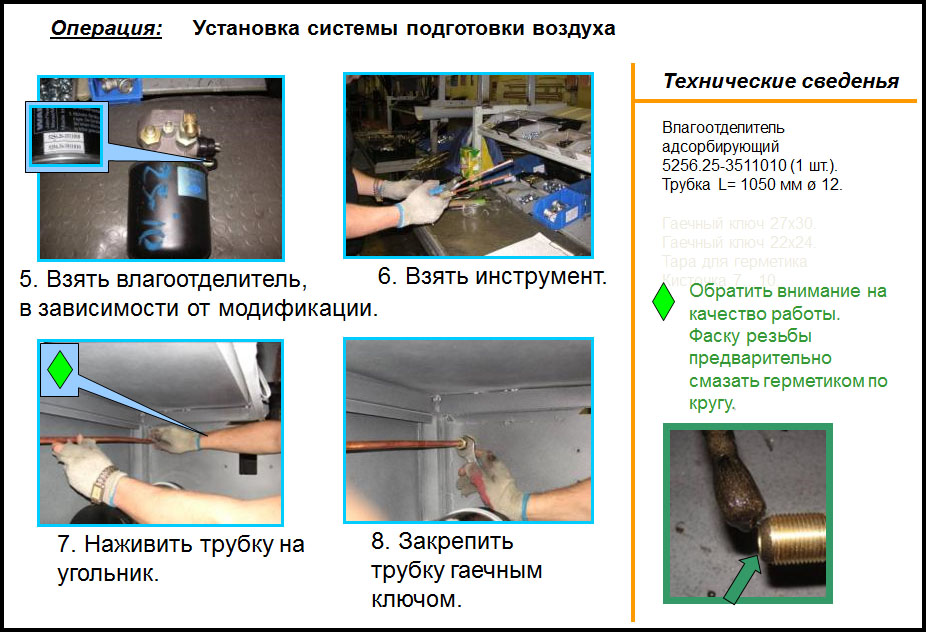 Операция: Установка системы подготовки воздуха
5. Взять влагоотделитель,
в зависимости от модификации.
6. Взять инструмент.
7. Наживить трубку на
угольник.
8. Закрепить
трубку гаечным
ключом.
Технические сведенья
Влагоотделитель
адсорбирующий
5256.25-3511010 (1 шт.).
Трубка L= 1050 мм ø 12.
Гаечный ключ 27х30.
Гаечный ключ 22х24.
Тара для герметика
Обратить внимание на
качество работы.
Фаску резьбы
предварительно
смазать герметиком по
кругу.